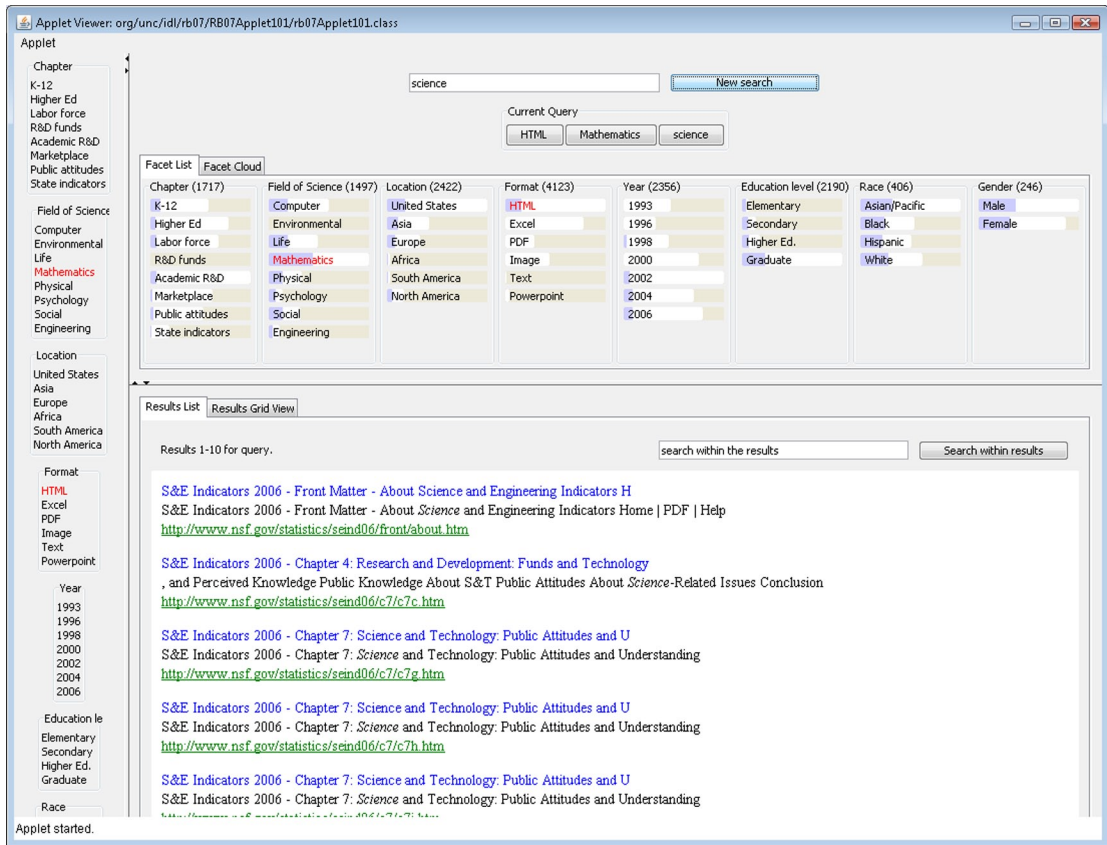 Applet Viewer: org/unc/idl/rb07/RB07Applet101/rb07Applet101.class
Applet
Chapter
K-12
Higher Ed
Labor force
R&D funds
Academic R&D
Marketplace
Public attitudes
State indicators
Field of Science
Computer
Environmental
Life
Mathematics
Physical
Psychology
Social
Engineering
Location
United States
Asia
Europe
Africa
South America
North America
Format
HTML
Excel
PDF
Image
Text
Powerpoint
Year
1993
1996
1998
2000
2002
2004
2006
Education le
Elementary
Secondary
Higher Ed.
Graduate
Race
science
New search
Current Query
HTML Mathematics science
Facet List Facet Cloud
Chapter (1717)
K-12
Higher Ed
Labor force
R&D funds
Academic R&D
Marketplace
Public attitudes
State indicators
Field of Science (1497)
Computer
Environmental
Life
Mathematics
Physical
Psychology
Social
Engineering
Location (2422)
United States
Asia
Europe
Africa
South America
North America
Format (4123)
HTML
Excel
PDF
Image
Text
Powerpoint
Year (2356)
1993
1996
1998
2000
2002
2004
2006
Education level (2190)
Elementary
Secondary
Higher Ed.
Graduate
Race (406)
Asian/Pacific
Black
Hispanic
White
Gender (246)
Male
Female
Results List Results Grid View
Results 1-10 for query.
search within the results
Search within results
S&E Indicators 2006 - Front Matter - About Science and Engineering Indicators H
S&E Indicators 2006 - Front Matter - About Science and Engineering Indicators Home | PDF | Help
http://www.nsf.gov/statistics/seind06/front/about.htm
S&E Indicators 2006 - Chapter 4: Research and Development: Funds and Technology
, and Perceived Knowledge Public Knowledge About S&T Public Attitudes About Science-Related Issues Conclusion
http://www.nsf.gov/statistics/seind06/c7/c7c.htm
S&E Indicators 2006 - Chapter 7: Science and Technology: Public Attitudes and U
S&E Indicators 2006 - Chapter 7: Science and Technology: Public Attitudes and Understanding
http://www.nsf.gov/statistics/seind06/c7/c7g.htm
S&E Indicators 2006 - Chapter 7: Science and Technology: Public Attitudes and U
S&E Indicators 2006 - Chapter 7: Science and Technology: Public Attitudes and Understanding
http://www.nsf.gov/statistics/seind06/c7/c7h.htm
S&E Indicators 2006 - Chapter 7: Science and Technology: Public Attitudes and U
S&E Indicators 2006 - Chapter 7: Science and Technology: Public Attitudes and Understanding
Applet started.